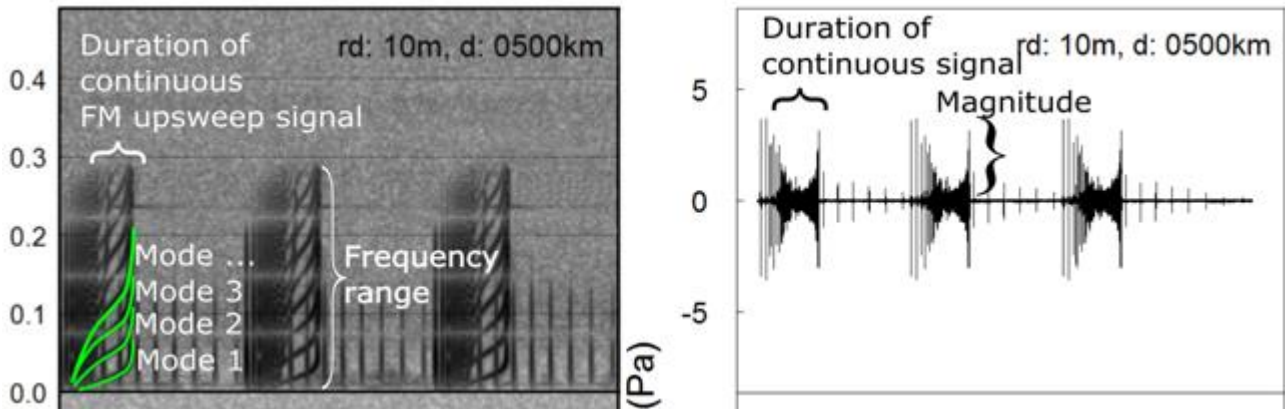 Duration of
continuous
FM upsweep signal
rd: 10m, d: 0500km
0.4
0.3
0.2
0.1
0.0
Mode ...
Mode 3
Mode 2
Mode 1
Frequency
range
(Pa)
Duration of
continuous signal
rd: 10m, d: 0500km
Magnitude
5
0
-5